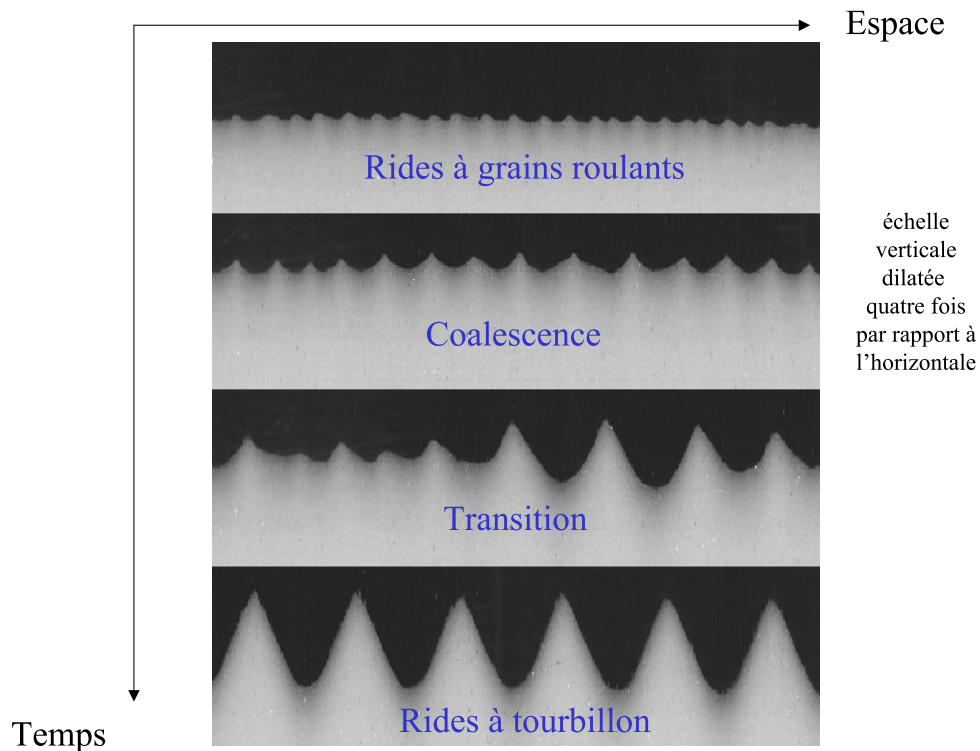 Espace
Rides à grains roulants
échelle
verticale
dilatée
quatre fois
par rapport à
l’horizontale
Coalescence
Transition
Rides à tourbillon
Temps